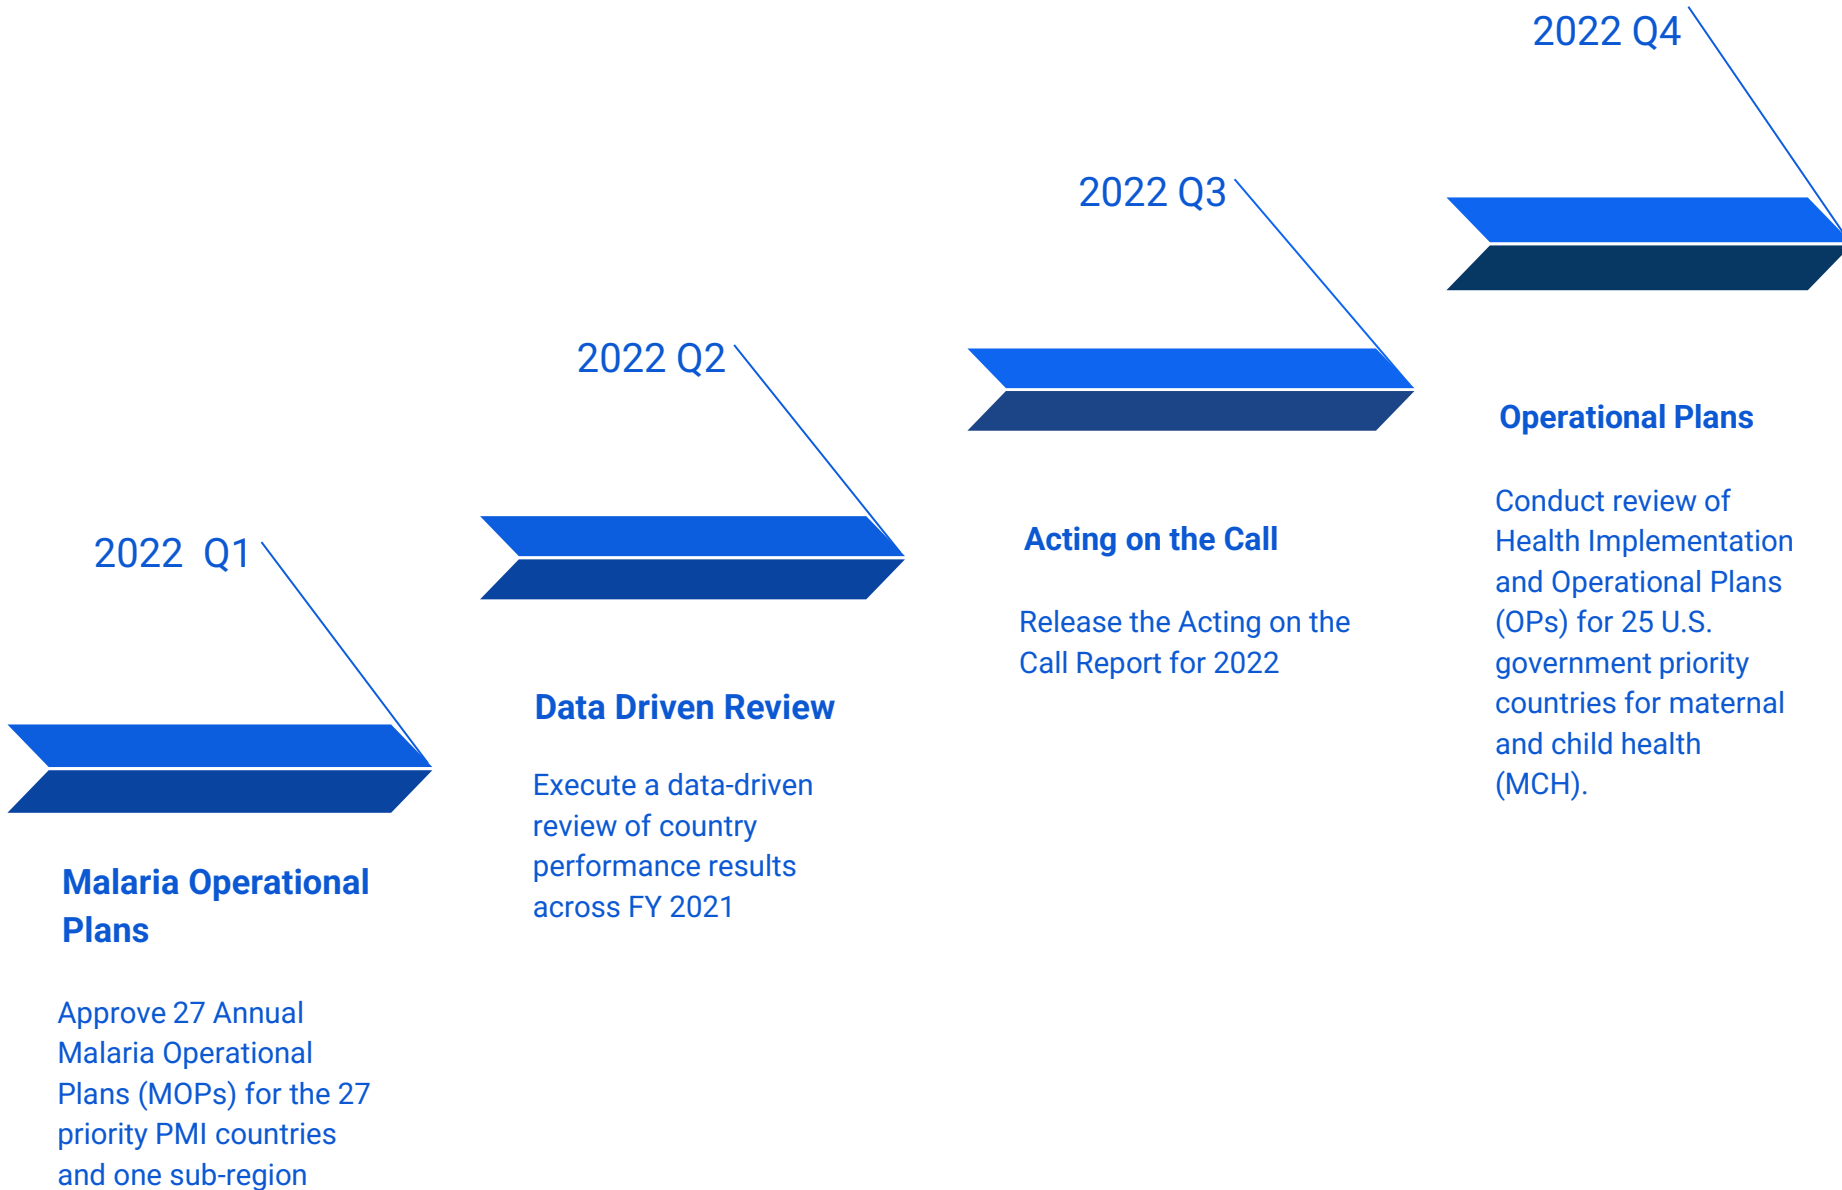 2022 Q1
Malaria Operational
Plans
Approve 27 Annual
Malaria Operational
Plans (MOPs) for the 27
priority PMI countries
and one sub-region
2022 Q2
Data Driven Review
Execute a data-driven
review of country
performance results
across FY 2021
2022 Q3
Acting on the Call
Release the Acting on the
Call Report for 2022
2022 Q4
Operational Plans
Conduct review of
Health Implementation
and Operational Plans
(OPs) for 25 U.S.
government priority
countries for maternal
and child health
(MCH).